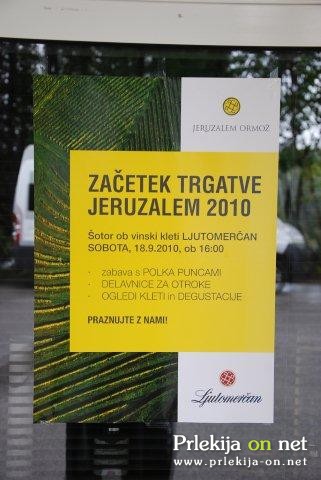 JERUZALEM ORMOŽ
ZAČETEK TRGATVE
JERUZALEM 2010
Šotor ob vinski kleti LJUTOMERČAN
SOBOTA, 18.9.2010, ob 16:00
· zabava s POLKA PUNCAMI
· DELAVNICE ZA OTROKE
· OGLEDI KLETI in DEGUSTACIJE
PRAZNUJTE Z NAMI!
Ljutomerčan
Prlekija on net
www.prlekija-on.net